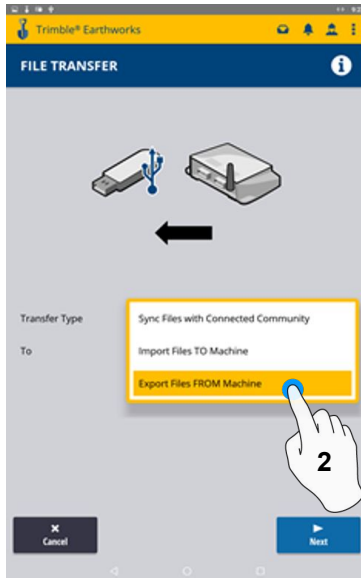 92
Trimble® Earthworks
FILE TRANSFER
i
Transfer Type
Sync Files with Connected Community
To
Import Files TO Machine
Export Files FROM Machine
2
Cancel
Next